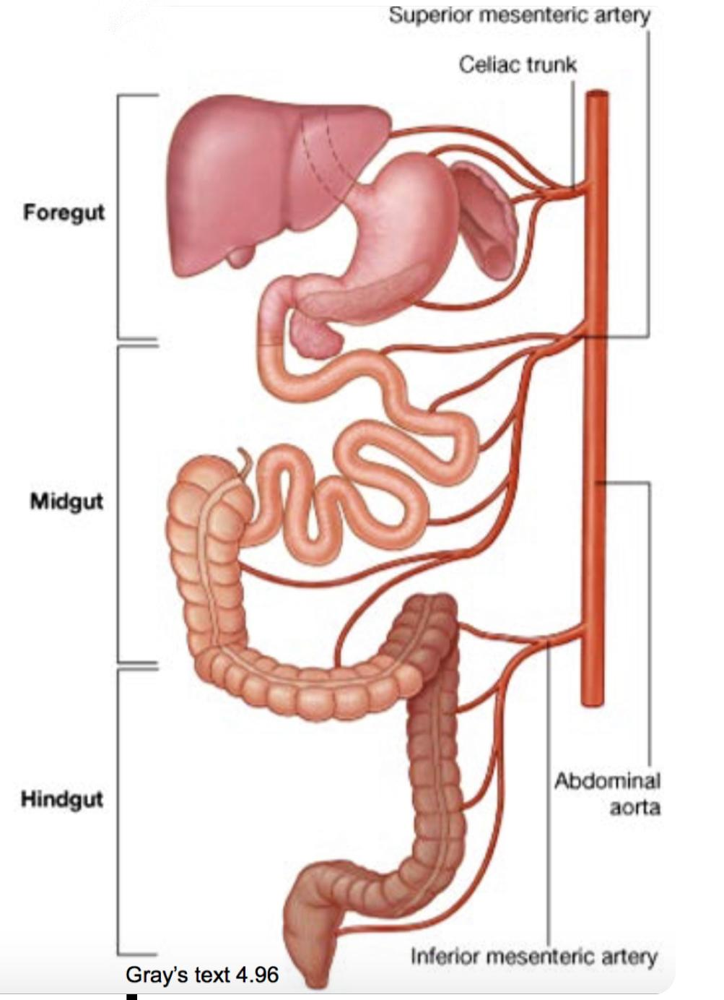 Superior mesenteric artery
Celiac trunk
Foregut
Midgut
Hindgut
Abdominal
aorta
Inferior mesenteric artery
Gray's text 4.96